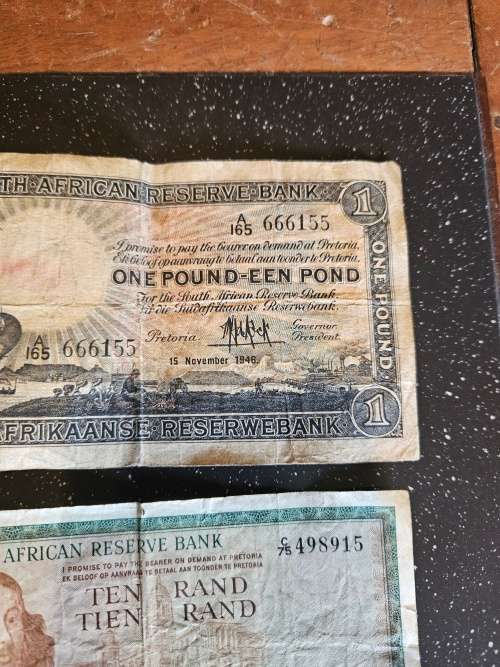 TH·AFRICAN·RESERVE·BANK
1
A/165 666155
I promise to pay the bearer on demand at Pretoria.
Ek beloof op aanvraag te betaal aan toonder te Pretoria.
ONE POUND-EEN POND
For the South African Reserve Bank.
Vir die Suidafrikaanse Reserwebank.
ONE POUND
A/165 666155
Pretoria
Governor
President.
15 November 1946.
1
FRIKAANSE·RESERWEBANK
AFRICAN RESERVE BANK
C/75 498915
I PROMISE TO PAY THE BEARER ON DEMAND AT PRETORIA
EK BELOOF OP AANVRAAG TE BETAAL AAN TOONDER TE PRETORIA
TEN RAND
TIEN RAND